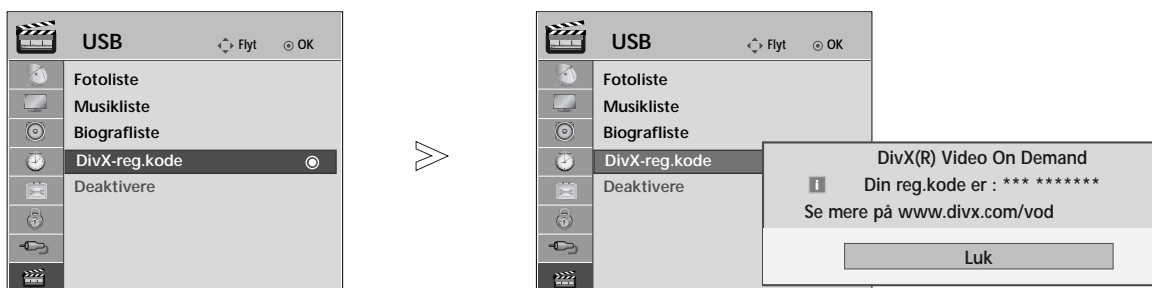 USB Flyt OK
Fotoliste
Musikliste
Biografliste
DivX-reg.kode
Deaktivere
USB Flyt OK
Fotoliste
Musikliste
Biografliste
DivX-reg.kode
Deaktivere
DivX(R) Video On Demand
i Din reg.kode er : *** *******
Se mere på www.divx.com/vod
Luk